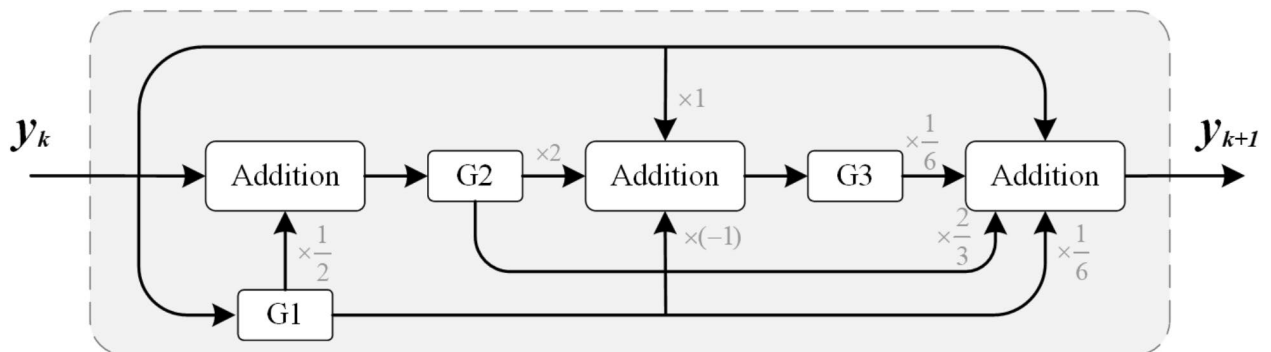 ×1
y_k
y_{k+1}
Addition
G2
×2
Addition
G3
×1/6
Addition
×1/2
×(−1)
×2/3
×1/6
G1